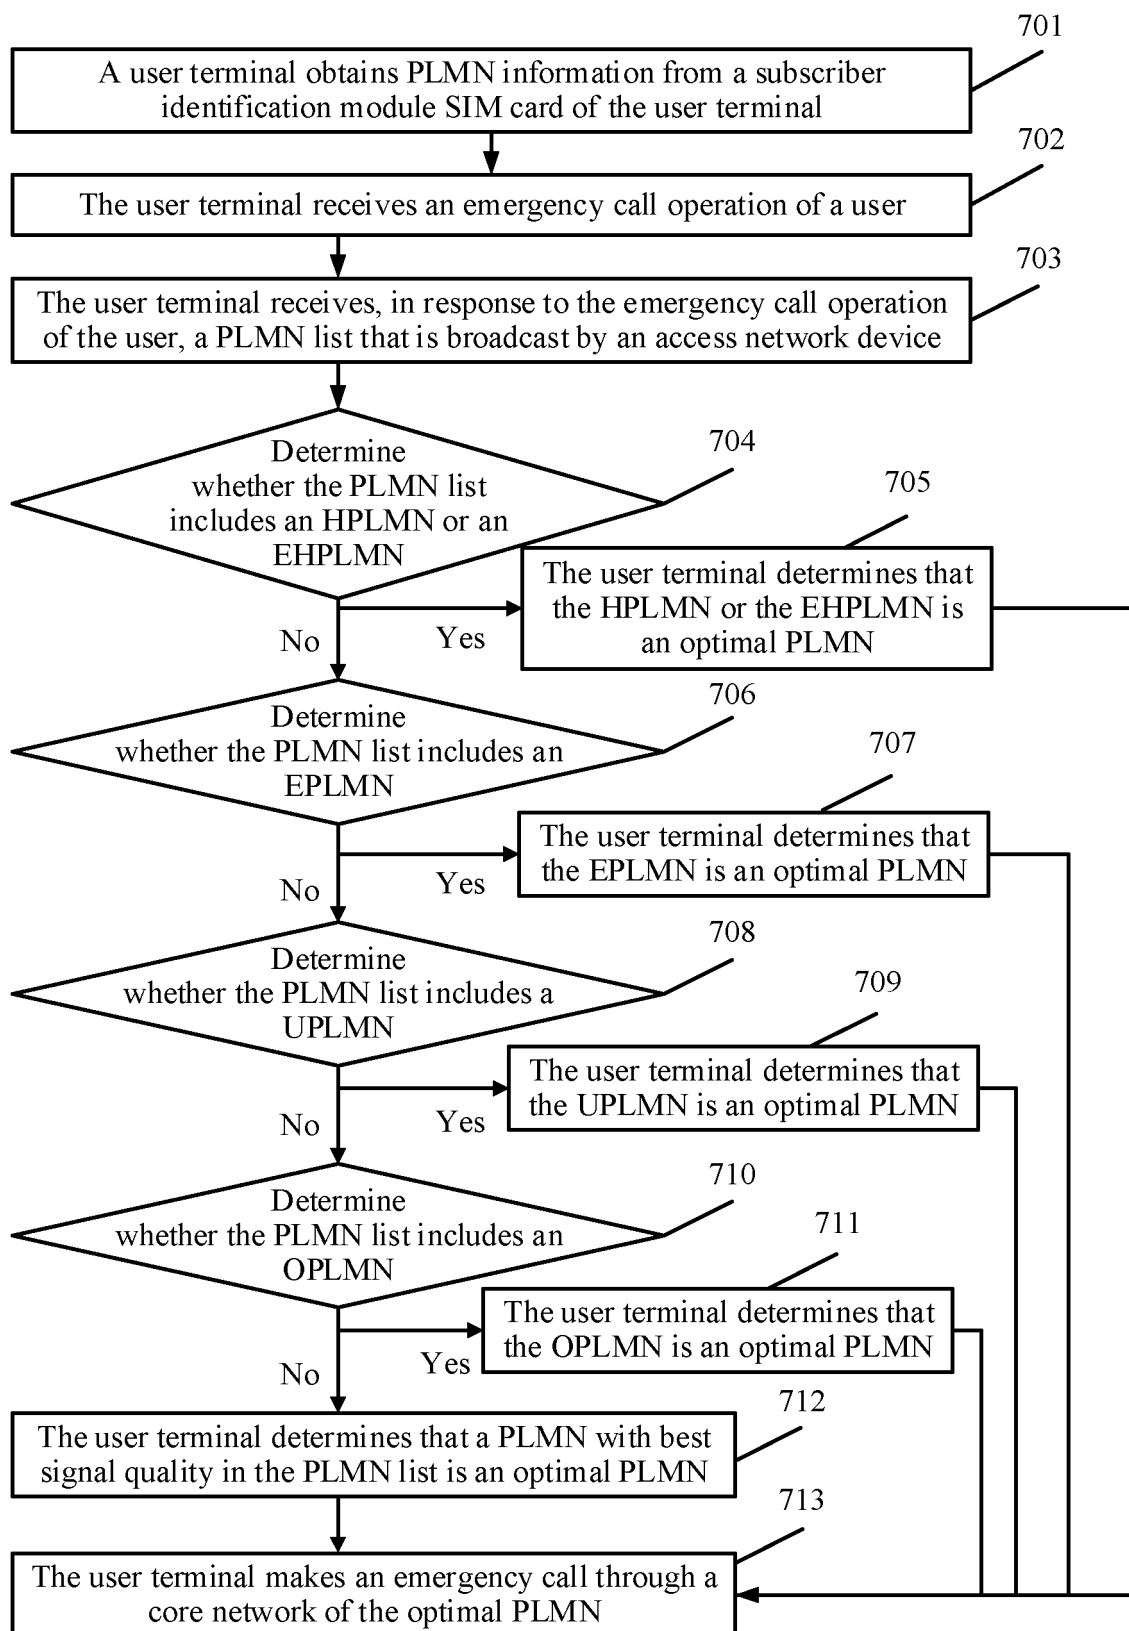 701
A user terminal obtains PLMN information from a subscriber
identification module SIM card of the user terminal
702
The user terminal receives an emergency call operation of a user
703
The user terminal receives, in response to the emergency call operation
of the user, a PLMN list that is broadcast by an access network device
704
Determine
whether the PLMN list
includes an HPLMN or an
EHPLMN
705
The user terminal determines that
the HPLMN or the EHPLMN is
an optimal PLMN
No
Yes
706
Determine
whether the PLMN list includes an
EPLMN
707
The user terminal determines that
the EPLMN is an optimal PLMN
No
Yes
708
Determine
whether the PLMN list includes a
UPLMN
709
The user terminal determines that
the UPLMN is an optimal PLMN
No
Yes
710
Determine
whether the PLMN list includes an
OPLMN
711
The user terminal determines that
the OPLMN is an optimal PLMN
No
Yes
712
The user terminal determines that a PLMN with best
signal quality in the PLMN list is an optimal PLMN
713
The user terminal makes an emergency call through a
core network of the optimal PLMN